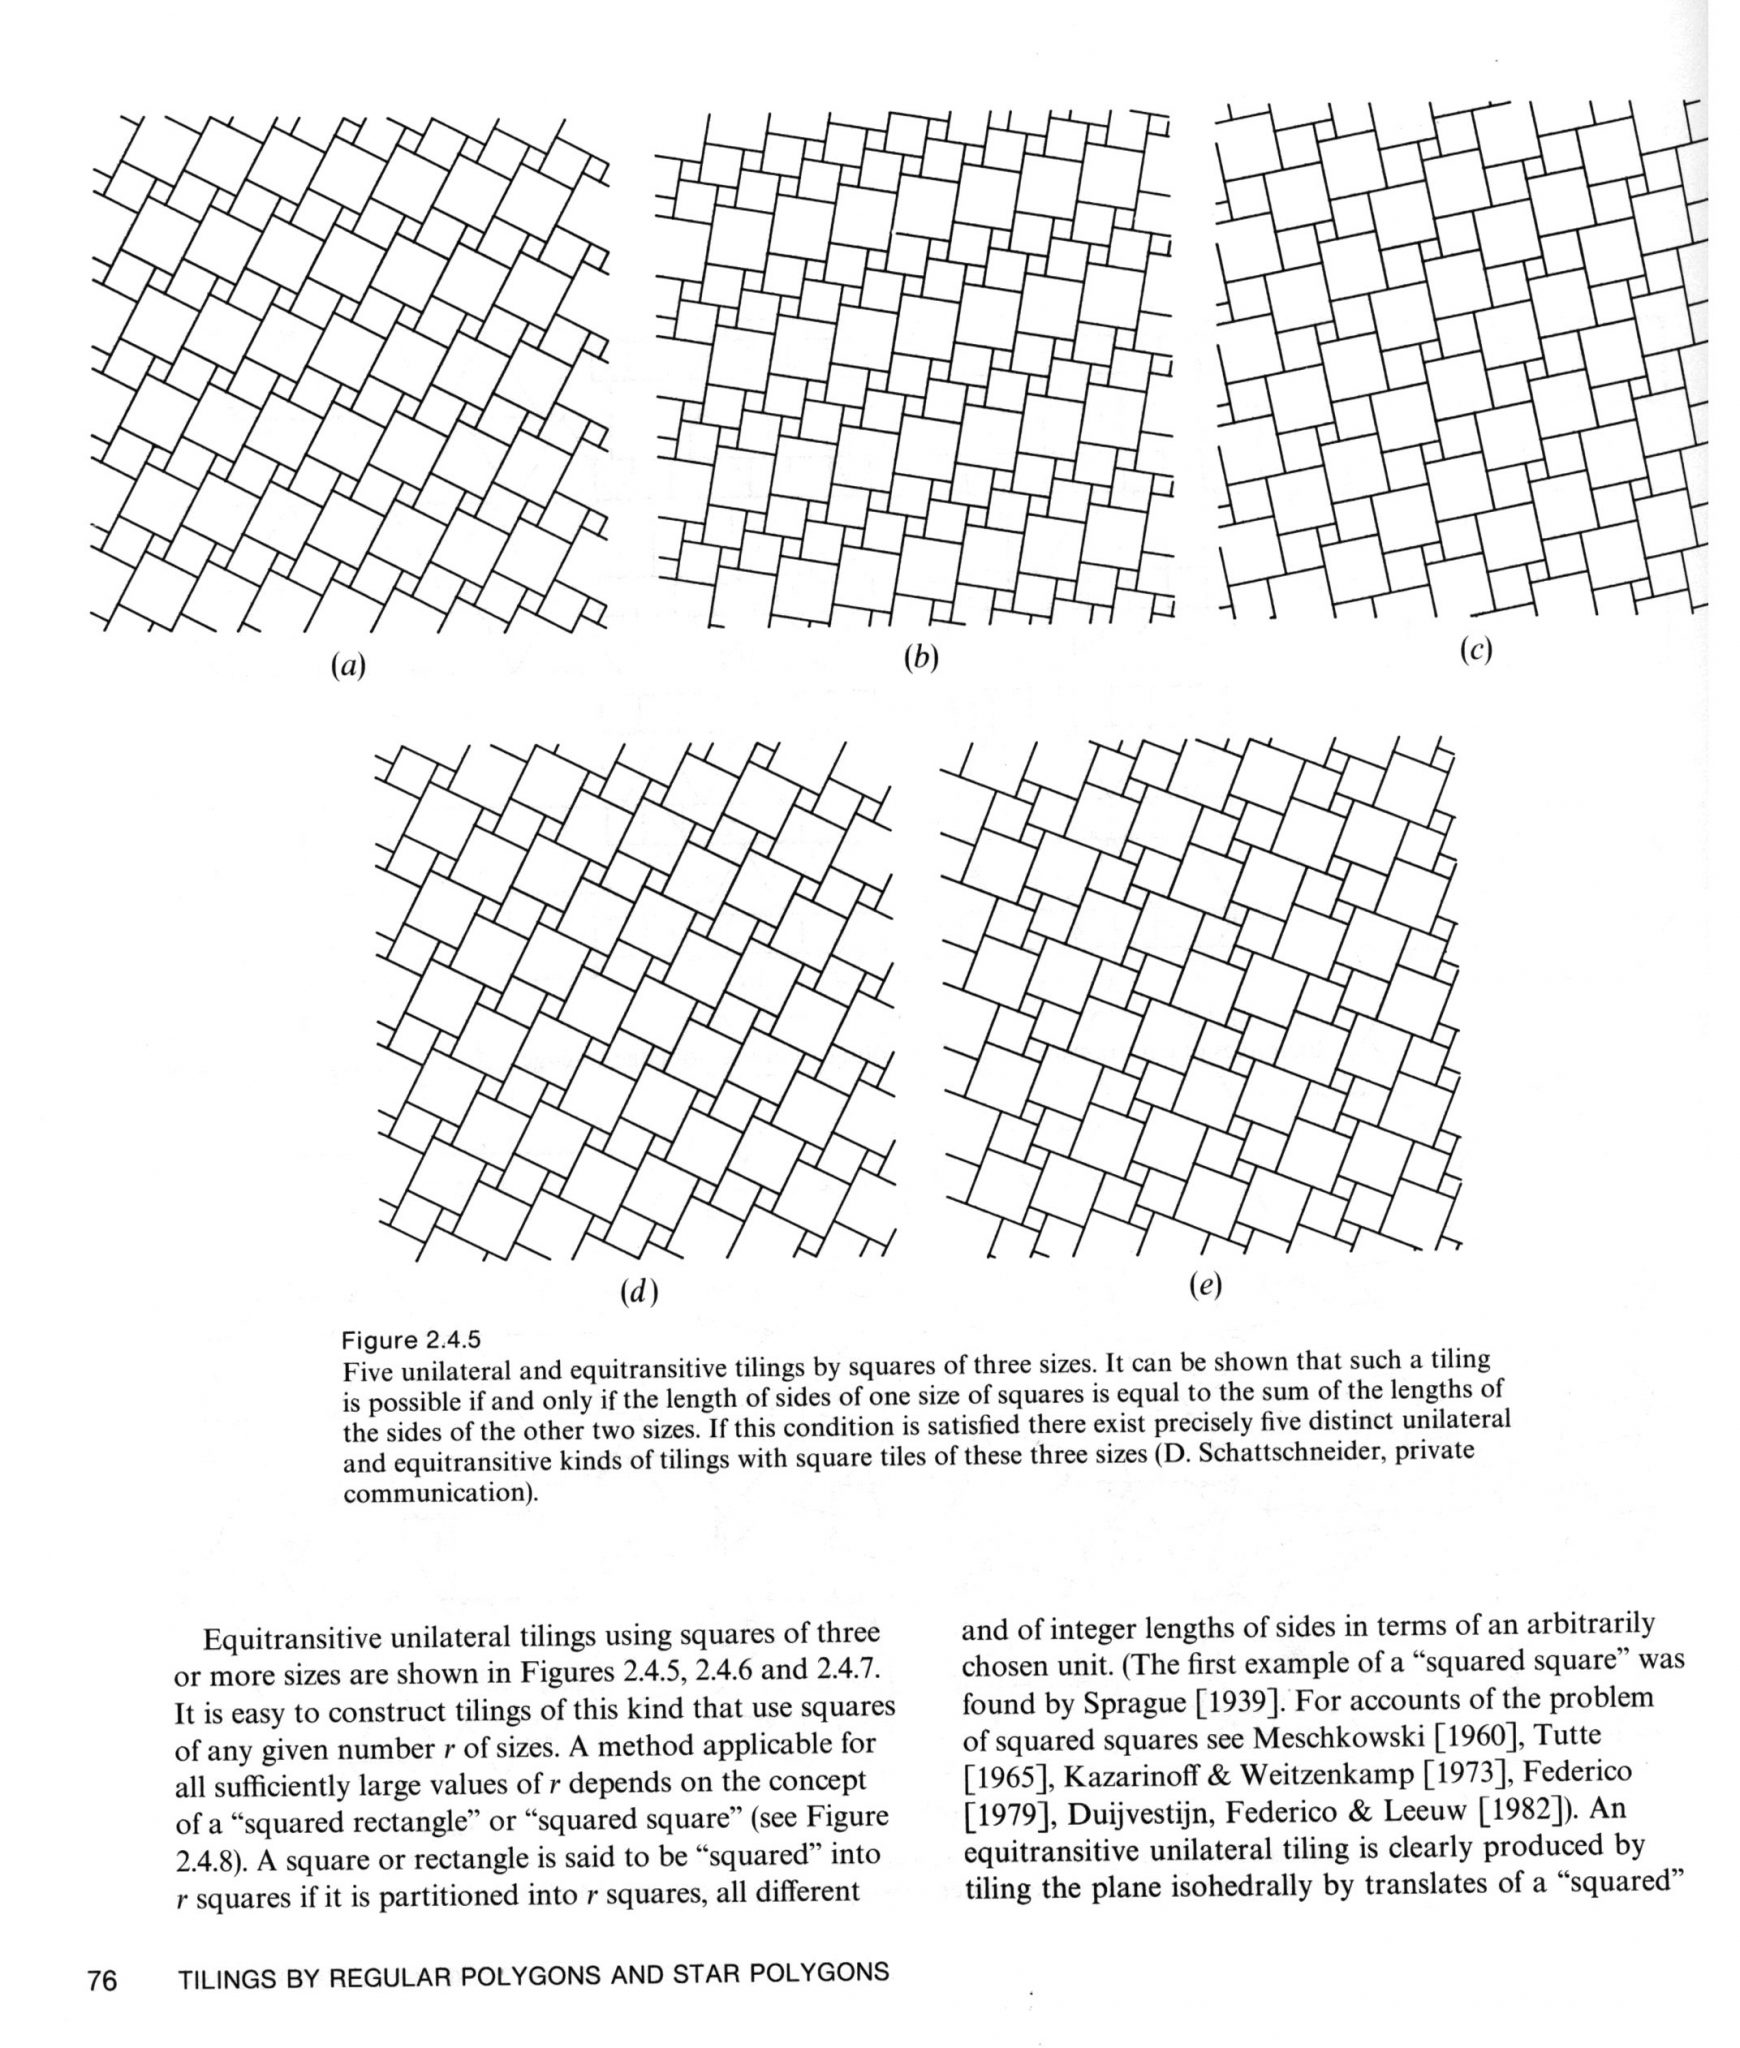 (a)
(b)
(c)
(d)
(e)
Figure 2.4.5
Five unilateral and equitransitive tilings by squares of three sizes. It can be shown that such a tiling
is possible if and only if the length of sides of one size of squares is equal to the sum of the lengths of
the sides of the other two sizes. If this condition is satisfied there exist precisely five distinct unilateral
and equitransitive kinds of tilings with square tiles of these three sizes (D. Schattschneider, private
communication).
Equitransitive unilateral tilings using squares of three
or more sizes are shown in Figures 2.4.5, 2.4.6 and 2.4.7.
It is easy to construct tilings of this kind that use squares
of any given number r of sizes. A method applicable for
all sufficiently large values of r depends on the concept
of a “squared rectangle” or “squared square” (see Figure
2.4.8). A square or rectangle is said to be “squared” into
r squares if it is partitioned into r squares, all different
and of integer lengths of sides in terms of an arbitrarily
chosen unit. (The first example of a “squared square” was
found by Sprague [1939]. For accounts of the problem
of squared squares see Meschkowski [1960], Tutte
[1965], Kazarinoff & Weitzenkamp [1973], Federico
[1979], Duijvestijn, Federico & Leeuw [1982]). An
equitransitive unilateral tiling is clearly produced by
tiling the plane isohedrally by translates of a “squared”
76 TILINGS BY REGULAR POLYGONS AND STAR POLYGONS